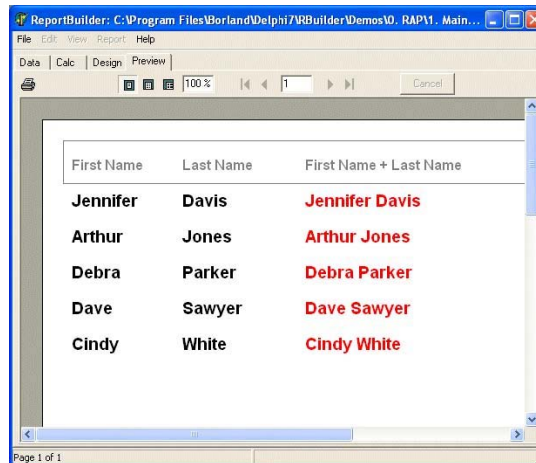 ReportBuilder: C:\Program Files\Borland\Delphi7\RBuilder\Demos\0. RAP\1. Main...
File Edit View Report Help
Data Calc Design Preview
100 % 1 Cancel
First Name Last Name First Name + Last Name
Jennifer Davis Jennifer Davis
Arthur Jones Arthur Jones
Debra Parker Debra Parker
Dave Sawyer Dave Sawyer
Cindy White Cindy White
Page 1 of 1